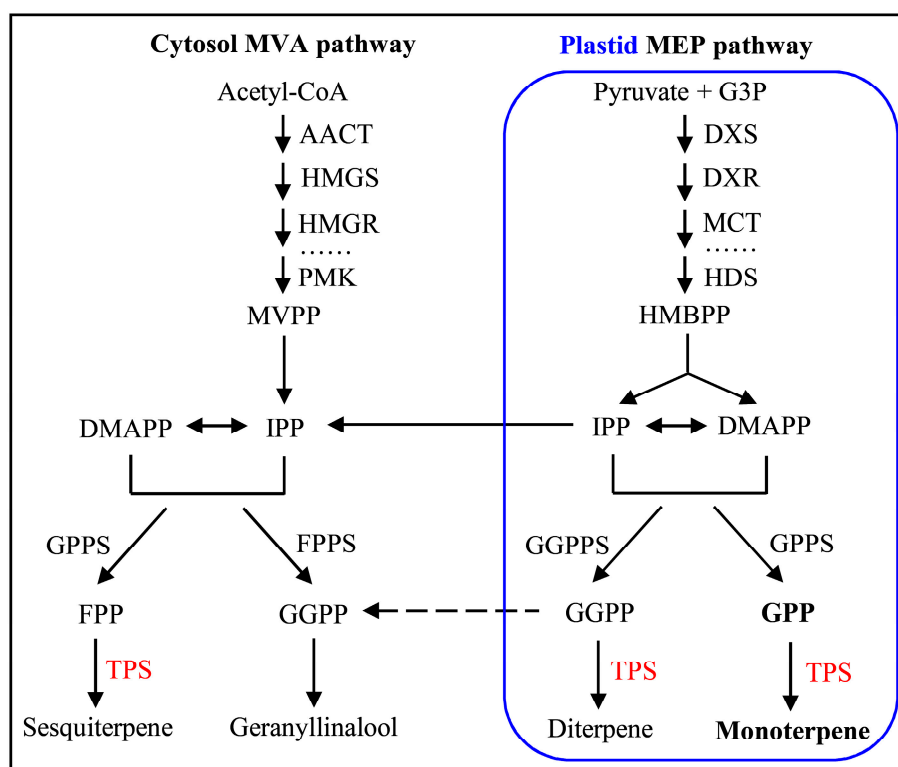 Cytosol MVA pathway
Plastid MEP pathway
Acetyl-CoA
Pyruvate + G3P
AACT
DXS
HMGS
DXR
HMGR
MCT
......
......
PMK
HDS
MVPP
HMBPP
DMAPP
IPP
IPP
DMAPP
GPPS
FPPS
GGPPS
GPPS
FPP
GGPP
GGPP
GPP
TPS
TPS
TPS
Sesquiterpene
Geranyllinalool
Diterpene
Monoterpene